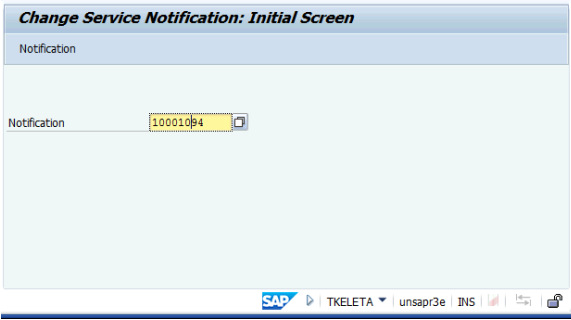 Change Service Notification: Initial Screen
Notification
Notification 10001094
SAP TKELETA unsapr3e INS